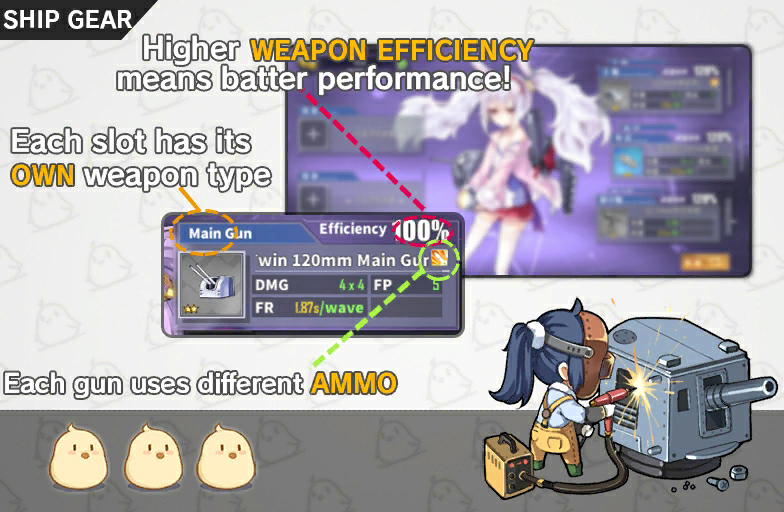 SHIP GEAR
Higher WEAPON EFFICIENCY
means batter performance!
Each slot has its
OWN weapon type
Main Gun
Efficiency 100%
win 120mm Main Gun
DMG 4 x 4 FP 5
FR 1.87s/wave
Each gun uses different AMMO